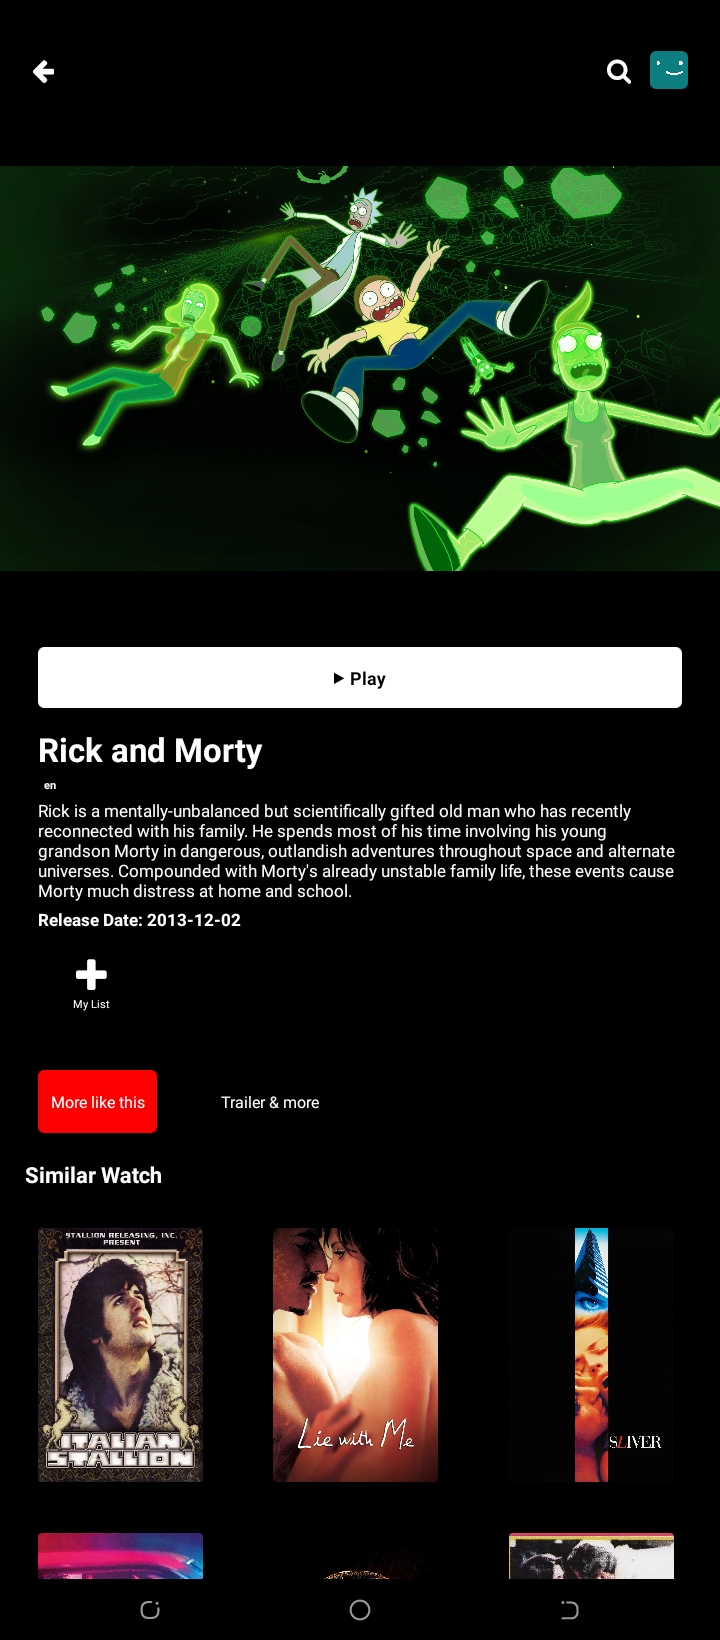 Play
Rick and Morty
en
Rick is a mentally-unbalanced but scientifically gifted old man who has recently
reconnected with his family. He spends most of his time involving his young
grandson Morty in dangerous, outlandish adventures throughout space and alternate
universes. Compounded with Morty's already unstable family life, these events cause
Morty much distress at home and school.
Release Date: 2013-12-02
My List
More like this
Trailer & more
Similar Watch
STALLION RELEASING, INC.
PRESENT
ITALIAN
STALLION
Lie with Me
SLIVER